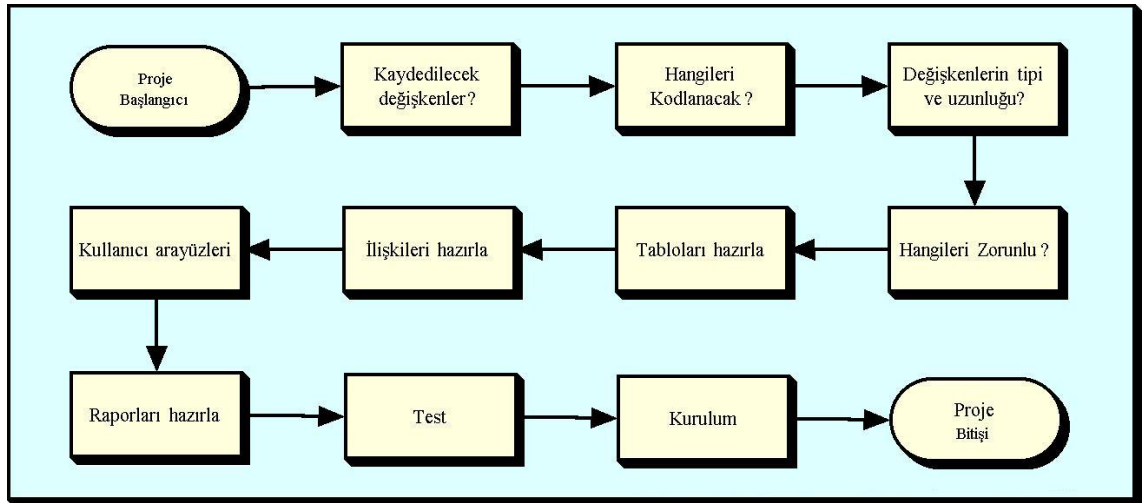 Proje
Başlangıcı
Kaydedilecek
değişkenler?
Hangileri
Kodlanacak ?
Değişkenlerin tipi
ve uzunluğu?
Hangileri Zorunlu ?
Tabloları hazırla
İlişkileri hazırla
Kullanıcı arayüzleri
Raporları hazırla
Test
Kurulum
Proje
Bitişi